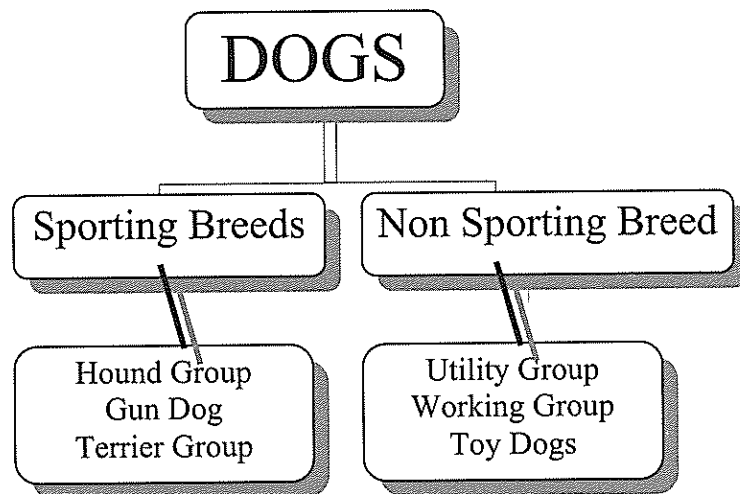 DOGS
Sporting Breeds
Non Sporting Breed
Hound Group
Gun Dog
Terrier Group
Utility Group
Working Group
Toy Dogs